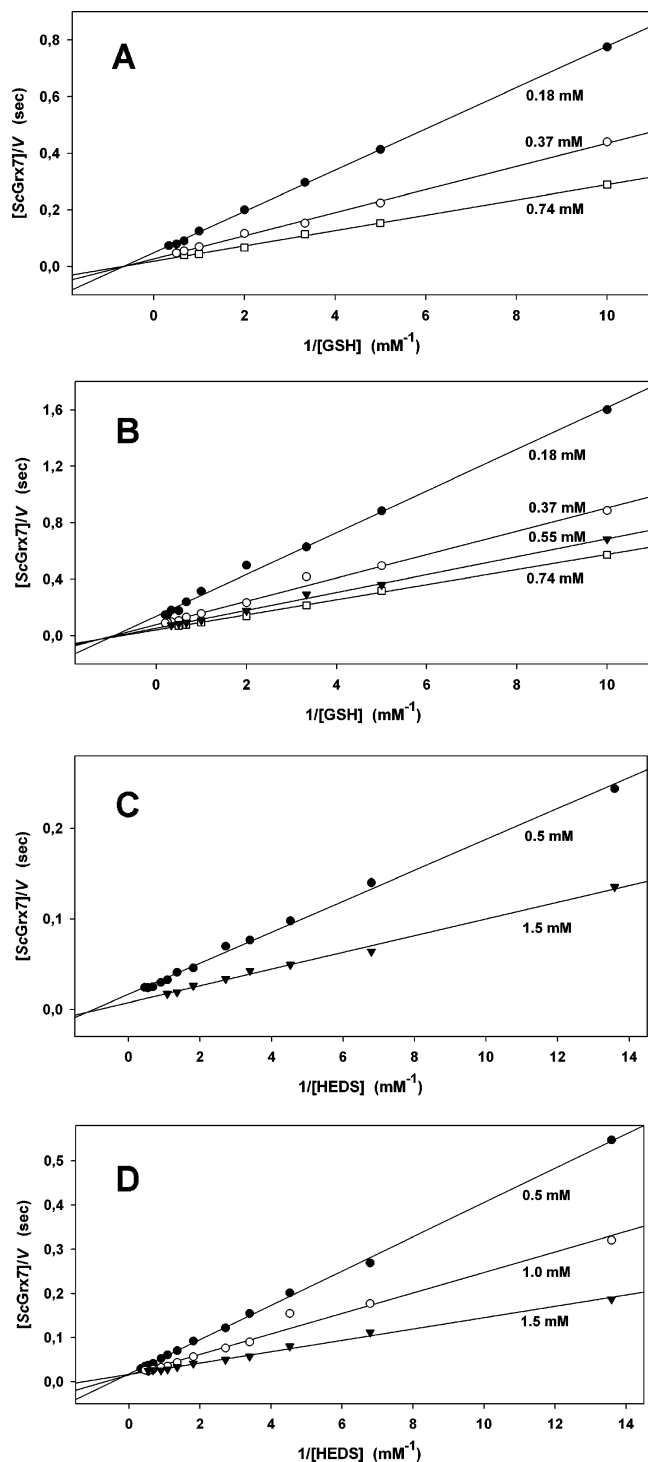 A
[ScGrx7]/V (sec)
0,8
0,6
0,4
0,2
0,0
0.18 mM
0.37 mM
0.74 mM
0 2 4 6 8 10
1/[GSH] (mM⁻¹)
B
[ScGrx7]/V (sec)
1,6
1,2
0,8
0,4
0,0
0.18 mM
0.37 mM
0.55 mM
0.74 mM
0 2 4 6 8 10
1/[GSH] (mM⁻¹)
C
[ScGrx7]/V (sec)
0,2
0,1
0,0
0.5 mM
1.5 mM
0 2 4 6 8 10 12 14
1/[HEDS] (mM⁻¹)
D
[ScGrx7]/V (sec)
0,5
0,4
0,3
0,2
0,1
0,0
0.5 mM
1.0 mM
1.5 mM
0 2 4 6 8 10 12 14
1/[HEDS] (mM⁻¹)